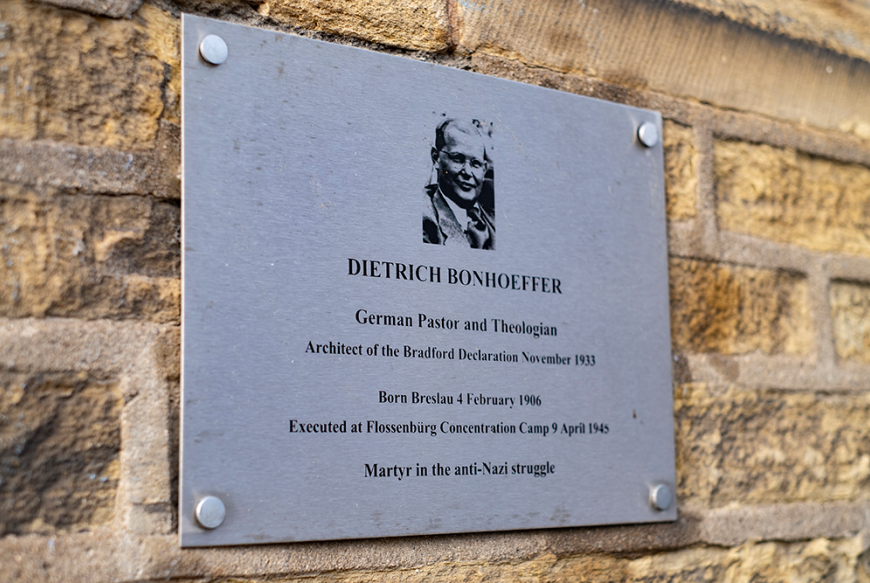 DIETRICH BONHOEFFER
German Pastor and Theologian
Architect of the Bradford Declaration November 1933
Born Breslau 4 February 1906
Executed at Flossenbürg Concentration Camp 9 April 1945
Martyr in the anti-Nazi struggle